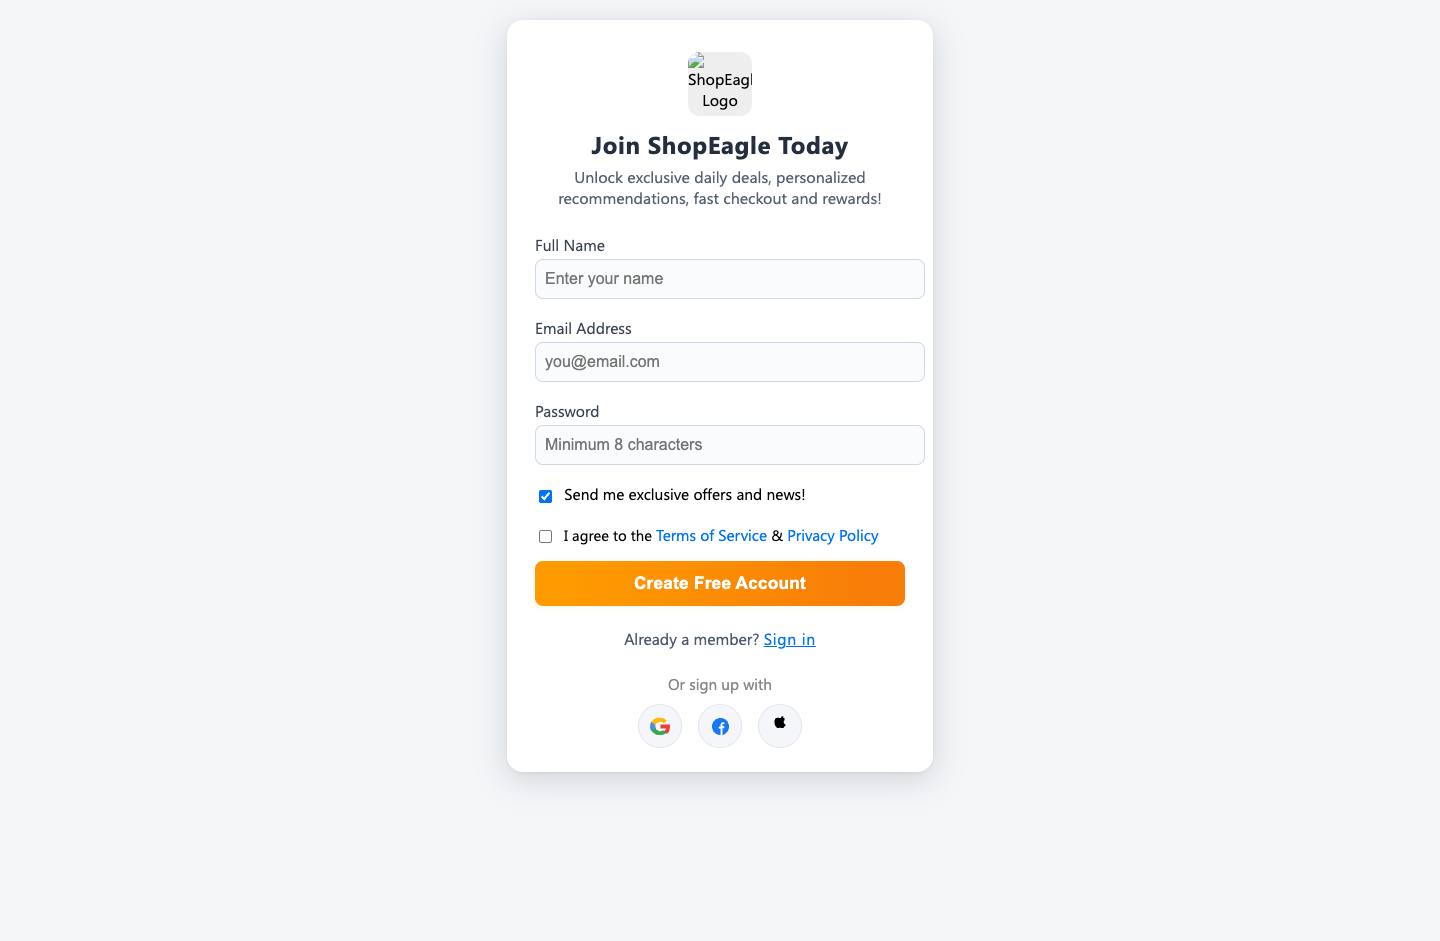 ShopEagl
Logo
Join ShopEagle Today
Unlock exclusive daily deals, personalized
recommendations, fast checkout and rewards!
Full Name
Enter your name
Email Address
you@email.com
Password
Minimum 8 characters
Send me exclusive offers and news!
I agree to the Terms of Service & Privacy Policy
Create Free Account
Already a member? Sign in
Or sign up with